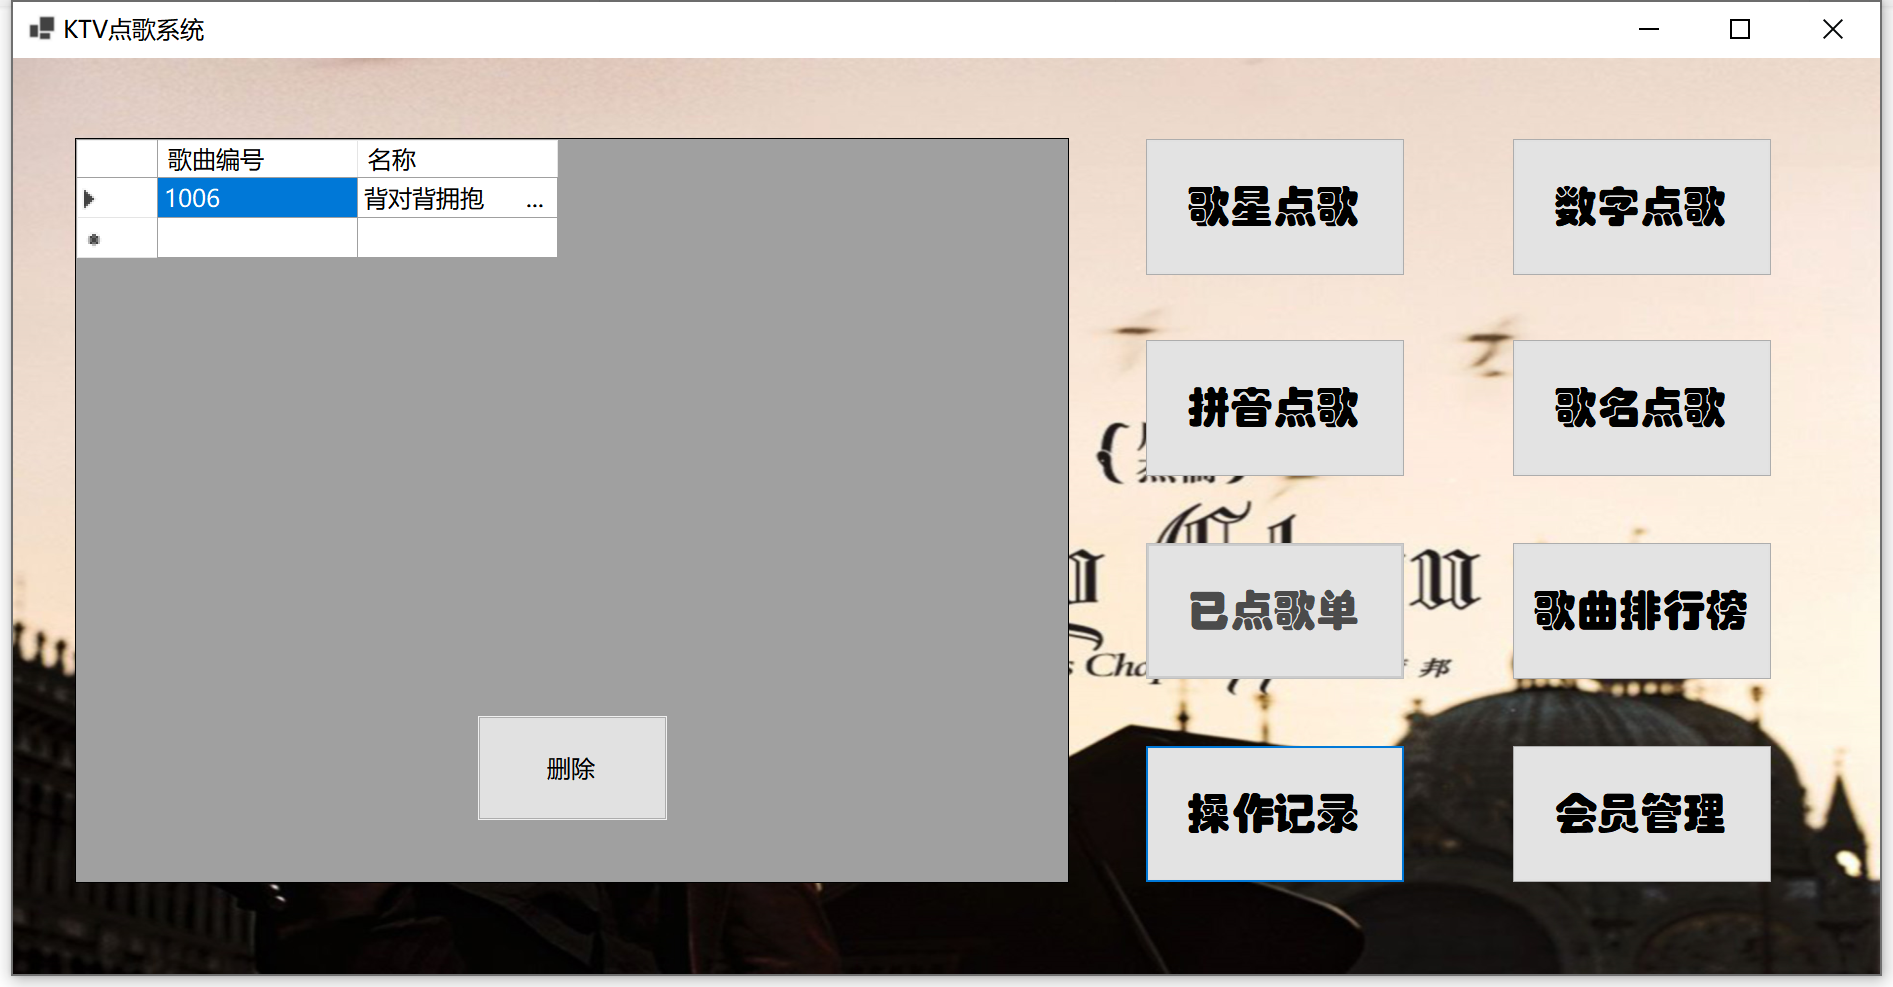 KTV点歌系统
歌曲编号 名称
1006 背对背拥抱 ...
删除
歌星点歌 数字点歌
拼音点歌 歌名点歌
已点歌单 歌曲排行榜
操作记录 会员管理
邦